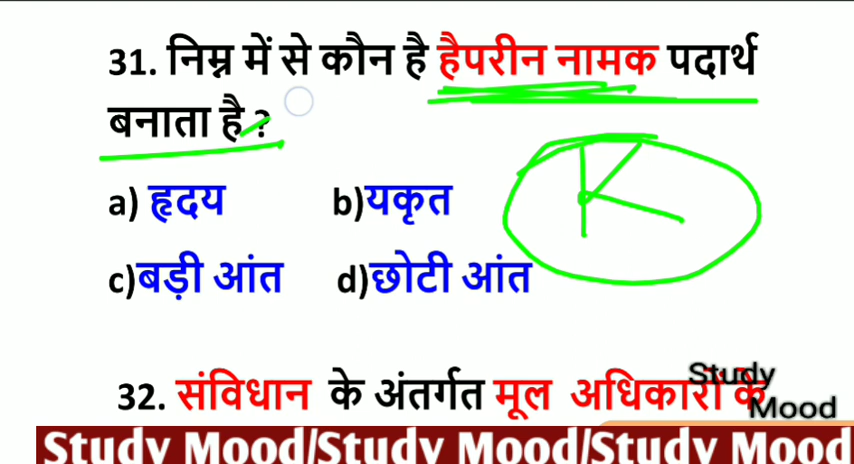 31. निम्न में से कौन है हैपरीन नामक पदार्थ
बनाता है ?
a) हृदय b)यकृत
c)बड़ी आंत d)छोटी आंत
32. संविधान के अंतर्गत मूल अधिकारों के
Study
Mood
Study Mood/Study Mood/Study Mood
K